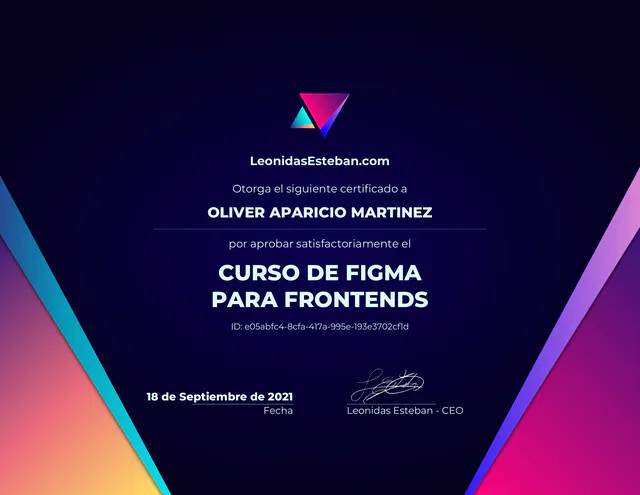 LeonidasEsteban.com
Otorga el siguiente certificado a
OLIVER APARICIO MARTINEZ
por aprobar satisfactoriamente el
CURSO DE FIGMA
PARA FRONTENDS
ID: e05abfc4-8cfa-417a-995e-193e3702cf1d
18 de Septiembre de 2021
Fecha
Leonidas Esteban - CEO